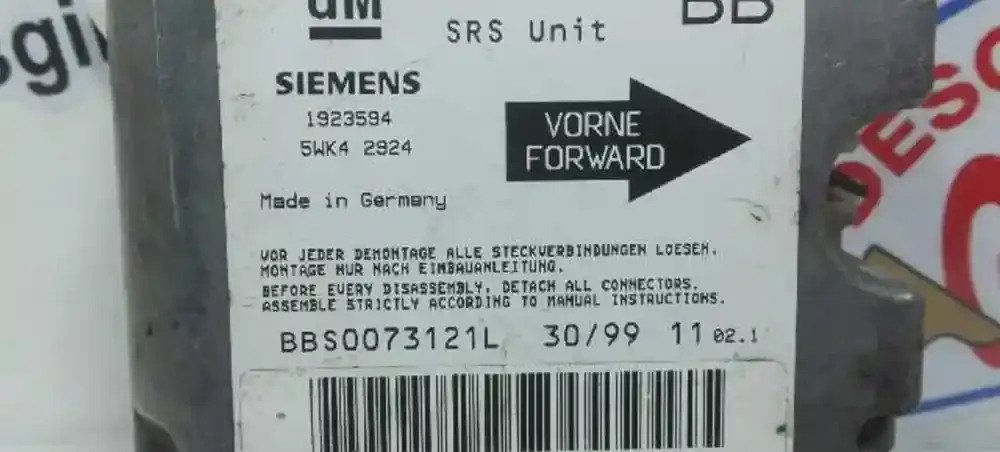 GM
BB
SRS Unit
SIEMENS
1923594
5WK4 2924
VORNE
FORWARD
Made in Germany
VOR JEDER DEMONTAGE ALLE STECKVERBINDUNGEN LOESEN.
MONTAGE NUR NACH EINBAUANLEITUNG.
BEFORE EVERY DISASSEMBLY, DETACH ALL CONNECTORS.
ASSEMBLE STRICTLY ACCORDING TO MANUAL INSTRUCTIONS.
BBS0073121L 30/99 11 02.1